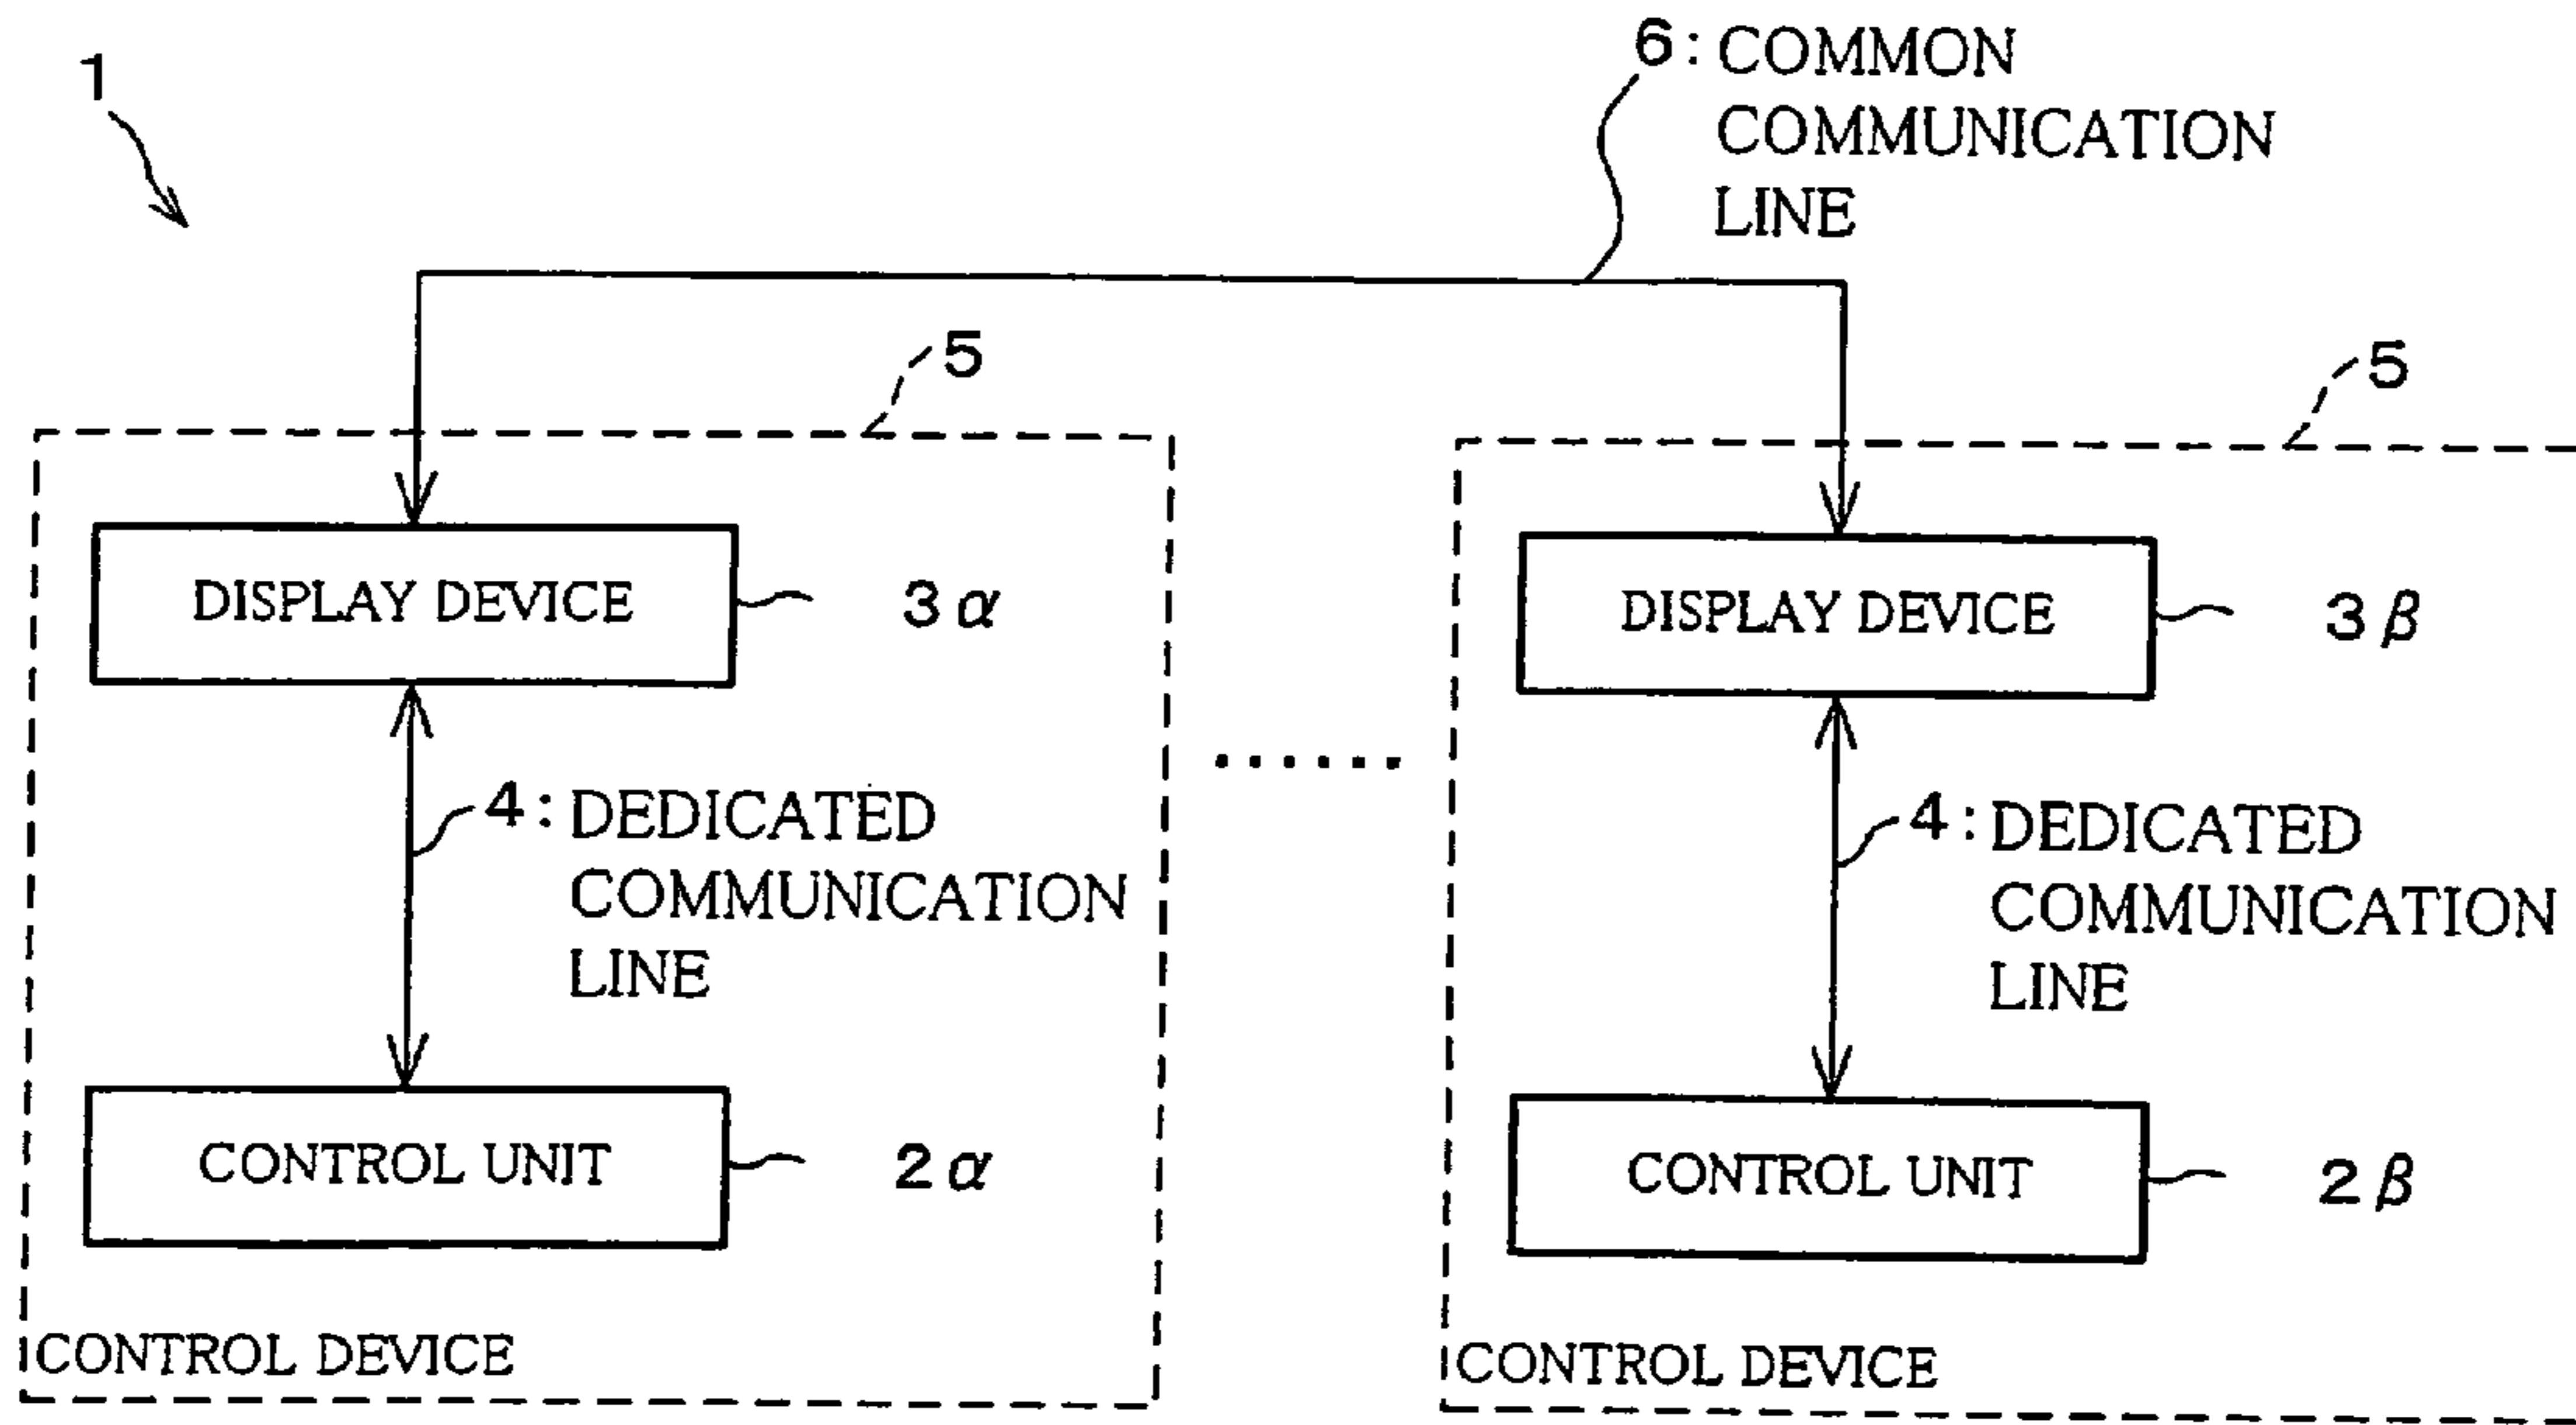 1
6: COMMON
COMMUNICATION
LINE
5
5
DISPLAY DEVICE
3α
DISPLAY DEVICE
3β
4: DEDICATED
COMMUNICATION
LINE
4: DEDICATED
COMMUNICATION
LINE
CONTROL UNIT
2α
CONTROL UNIT
2β
CONTROL DEVICE
CONTROL DEVICE